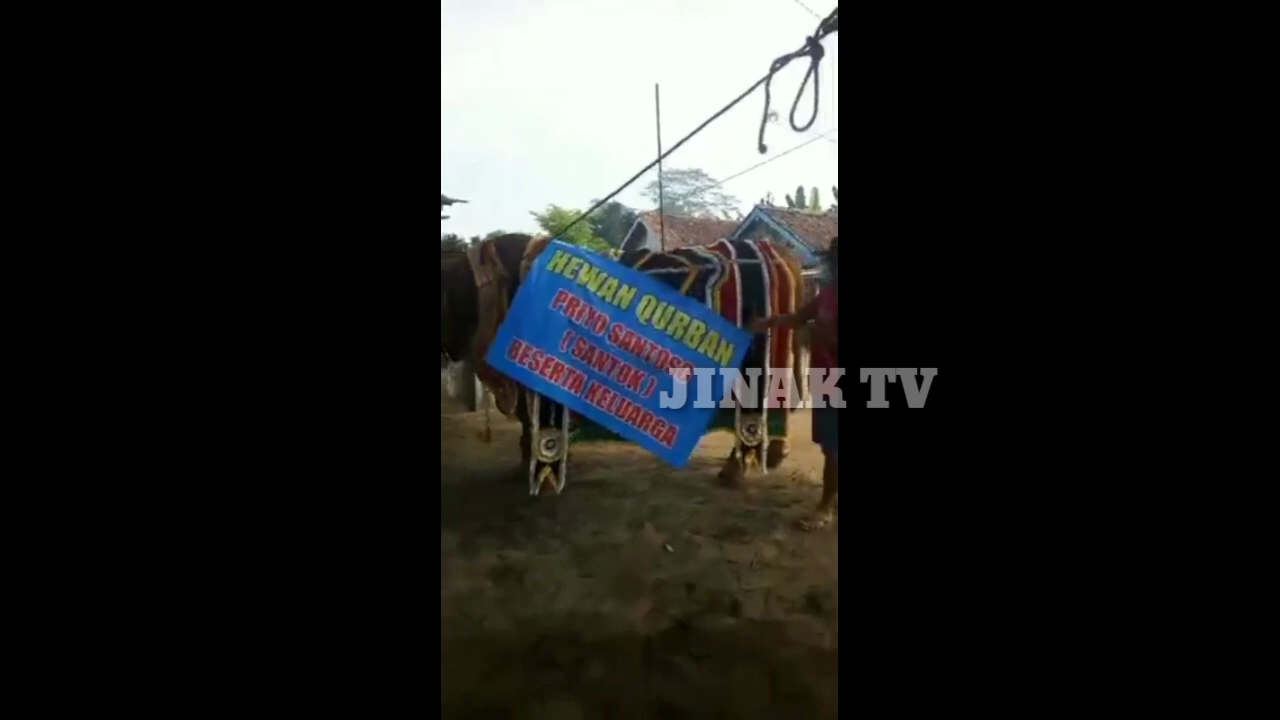 HEWAN QURBAN
PRIYO SANTOSO
( SANTOK )
BESERTA KELUARGA
JINAK TV